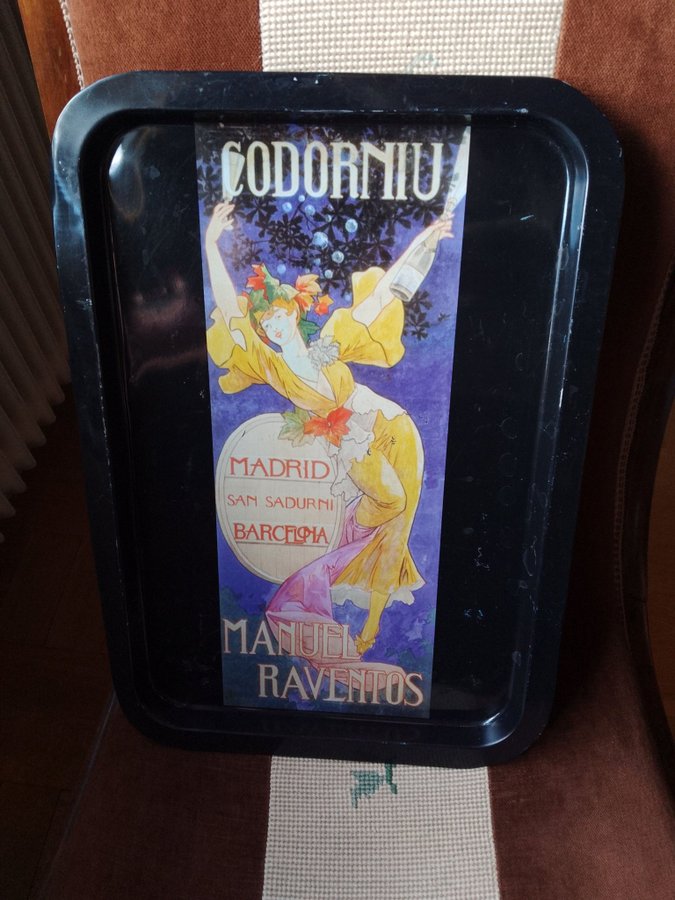 CODORNIU
MADRID
SAN SADURNI
BARCELONA
MANUEL
RAVENTOS